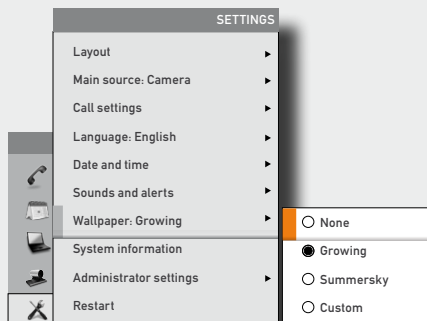 SETTINGS
Layout
Main source: Camera
Call settings
Language: English
Date and time
Sounds and alerts
Wallpaper: Growing
System information
Administrator settings
Restart
None
Growing
Summersky
Custom